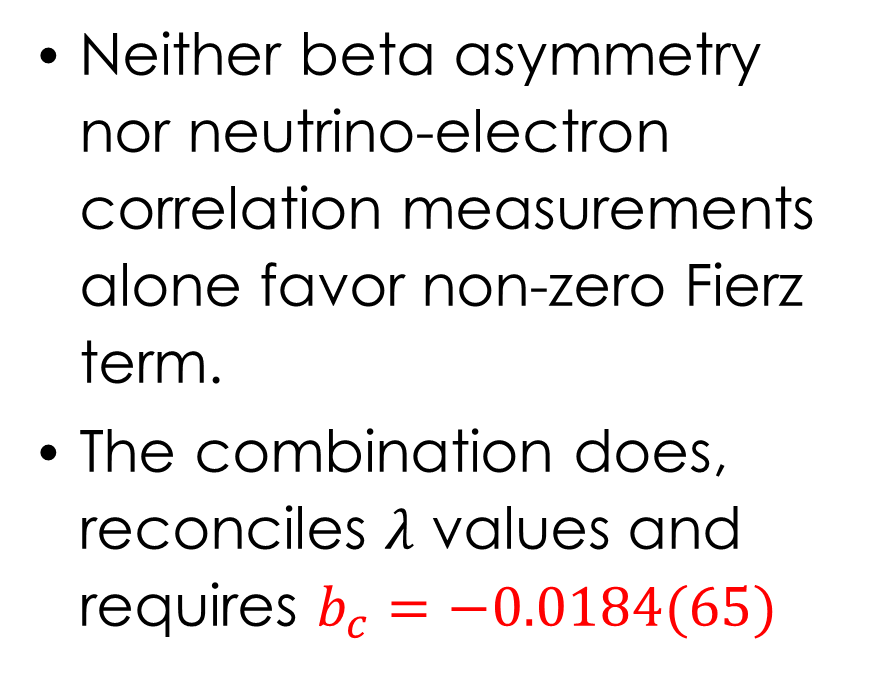 • Neither beta asymmetry
nor neutrino-electron
correlation measurements
alone favor non-zero Fierz
term.
• The combination does,
reconciles λ values and
requires b_c = −0.0184(65)